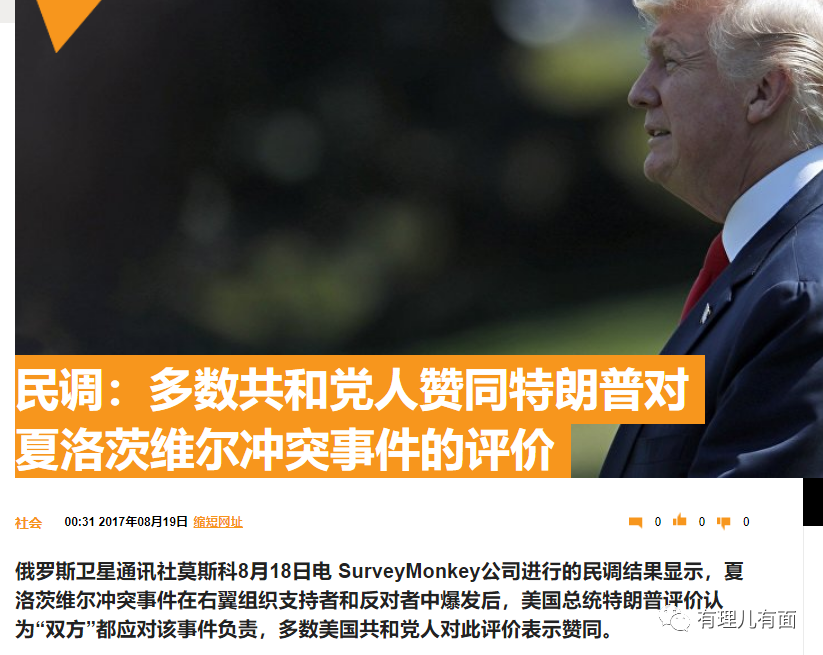 民调：多数共和党人赞同特朗普对
夏洛茨维尔冲突事件的评价
社会 00:31 2017年08月19日 缩短网址 0 0 0
俄罗斯卫星通讯社莫斯科8月18日电 SurveyMonkey公司进行的民调结果显示，夏
洛茨维尔冲突事件在右翼组织支持者和反对者中爆发后，美国总统特朗普评价认
为“双方”都应对该事件负责，多数美国共和党人对此评价表示赞同。
有理儿有面